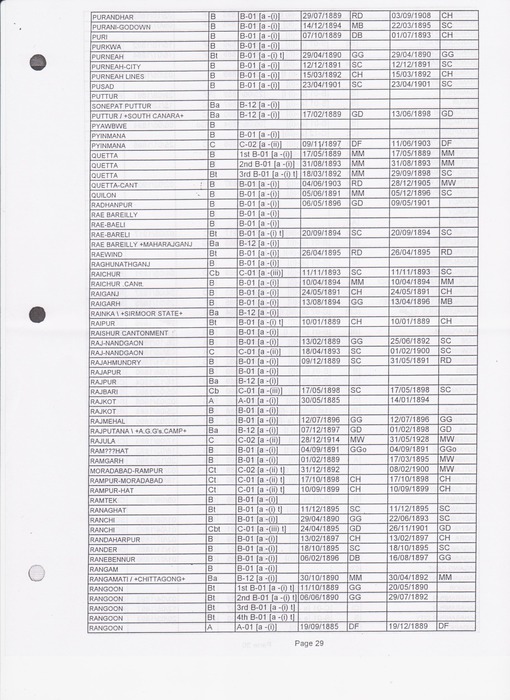 PURANDHAR B B-01 [a -(i)] 29/07/1889 RD 03/09/1908 CH
PURANI-GODOWN B B-01 [a -(i)] 14/12/1894 MB 22/03/1895 SC
PURI B B-01 [a -(i)] 07/10/1889 DB 01/07/1893 CH
PURKWA B B-01 [a -(i)]
PURNEAH Bt B-01 [a -(i) t] 29/04/1890 GG 29/04/1890 GG
PURNEAH-CITY B B-01 [a -(i)] 12/12/1891 SC 12/12/1891 SC
PURNEAH LINES B B-01 [a -(i)] 15/03/1892 CH 15/03/1892 CH
PUSAD B B-01 [a -(i)] 23/04/1901 SC 23/04/1901 SC
PUTTUR
SONEPAT PUTTUR Ba B-12 [a -(i)]
PUTTUR / +SOUTH CANARA+ Ba B-12 [a -(i)] 17/02/1889 GD 13/06/1898 GD
PYAWBWE B
PYINMANA B B-01 [a -(i)]
PYINMANA C C-02 [a -(ii)] 09/11/1897 DF 11/06/1903 DF
QUETTA B 1st B-01 [a -(i)] 17/05/1889 MM 17/05/1889 MM
QUETTA B 2nd B-01 [a -(i)] 31/08/1893 MM 31/08/1893 MM
QUETTA Bt 3rd B-01 [a -(i) t] 18/03/1892 MM 29/09/1898 SC
QUETTA-CANT B B-01 [a -(i)] 04/06/1903 RD 28/12/1905 MW
QUILON B B-01 [a -(i)] 05/06/1891 MM 05/12/1896 SC
RADHANPUR B B-01 [a -(i)] 06/05/1896 GD 09/05/1901
RAE BAREILLY B B-01 [a -(i)]
RAE-BAELI B B-01 [a -(i)]
RAE-BARELI Bt B-01 [a -(i) t] 20/09/1894 SC 20/09/1894 SC
RAE BAREILLY +MAHARAJGANJ Ba B-12 [a -(i)]
RAEWIND Bt B-01 [a -(i)] 26/04/1895 RD 26/04/1895 RD
RAGHUNATHGANJ B B-01 [a -(i)]
RAICHUR Cb C-01 [a -(iii)] 11/11/1893 SC 11/11/1893 SC
RAICHUR .CANtt. B B-01 [a -(i)] 10/04/1894 MM 10/04/1894 MM
RAIGANJ B B-01 [a -(i)] 24/05/1891 CH 24/05/1891 CH
RAIGARH B B-01 [a -(i)] 13/08/1894 GG 13/04/1896 MB
RAINKA \ +SIRMOOR STATE+ Ba B-12 [a -(i)]
RAIPUR Bt B-01 [a -(i) t] 10/01/1889 CH 10/01/1889 CH
RAISHUR CANTONMENT B B-01 [a -(i)]
RAJ-NANDGAON B B-01 [a -(i)] 13/02/1889 GG 25/06/1892 SC
RAJ-NANDGAON C C-01 [a -(ii)] 18/04/1893 SC 01/02/1900 SC
RAJAHMUNDRY B B-01 [a -(i)] 09/12/1889 SC 31/05/1891 RD
RAJAPUR B B-01 [a -(i)]
RAJPUR Ba B-12 [a -(i)]
RAJBARI Cb C-01 [a -(iii)] 17/05/1898 SC 17/05/1898 SC
RAJKOT A A-01 [a -(i)] 30/05/1885 14/01/1894
RAJKOT B B-01 [a -(i)]
RAJMEHAL B B-01 [a -(i)] 12/07/1896 GG 12/07/1896 GG
RAJPUTANA \ +A.G.G's.CAMP+ Ba B-12 [a -(i)] 07/12/1897 GD 01/02/1898 GD
RAJULA C C-02 [a -(ii)] 28/12/1914 MW 31/05/1928 MW
RAM???HAT B B-01 [a -(i)] 04/09/1891 GGo 04/09/1891 GGo
RAMGARH B B-01 [a -(i)] 01/02/1889 17/03/1895 MW
MORADABAD-RAMPUR Ct C-02 [a -(ii) t] 31/12/1892 08/02/1900 MW
RAMPUR-MORADABAD Ct C-01 [a -(ii) t] 17/10/1898 CH 17/10/1898 CH
RAMPUR-HAT Ct C-01 [a -(ii) t] 10/09/1899 CH 10/09/1899 CH
RAMTEK B B-01 [a -(i)]
RANAGHAT Bt B-01 [a -(i) t] 11/12/1895 SC 11/12/1895 SC
RANCHI B B-01 [a -(i)] 29/04/1890 GG 22/06/1893 SC
RANCHI Cbt C-01 [a -(iii) t] 24/04/1895 GD 26/11/1901 GD
RANDAHARPUR B B-01 [a -(i)] 13/02/1897 CH 13/02/1897 CH
RANDER B B-01 [a -(i)] 18/10/1895 SC 18/10/1895 SC
RANEBENNUR B B-01 [a -(i)] 06/02/1896 DB 16/08/1897 GG
RANGAM B B-01 [a -(i)]
RANGAMATI / +CHITTAGONG+ Ba B-12 [a -(i)] 30/10/1890 MM 30/04/1892 MM
RANGOON Bt 1st B-01 [a -(i) t] 11/10/1889 GG 20/05/1890
RANGOON Bt 2nd B-01 [a -(i) t] 06/06/1890 GG 29/07/1892
RANGOON Bt 3rd B-01 [a -(i) t]
RANGOON Bt 4th B-01 [a -(i) t]
RANGOON A A-01 [a -(i)] 19/09/1885 DF 19/12/1889 DF
Page 29